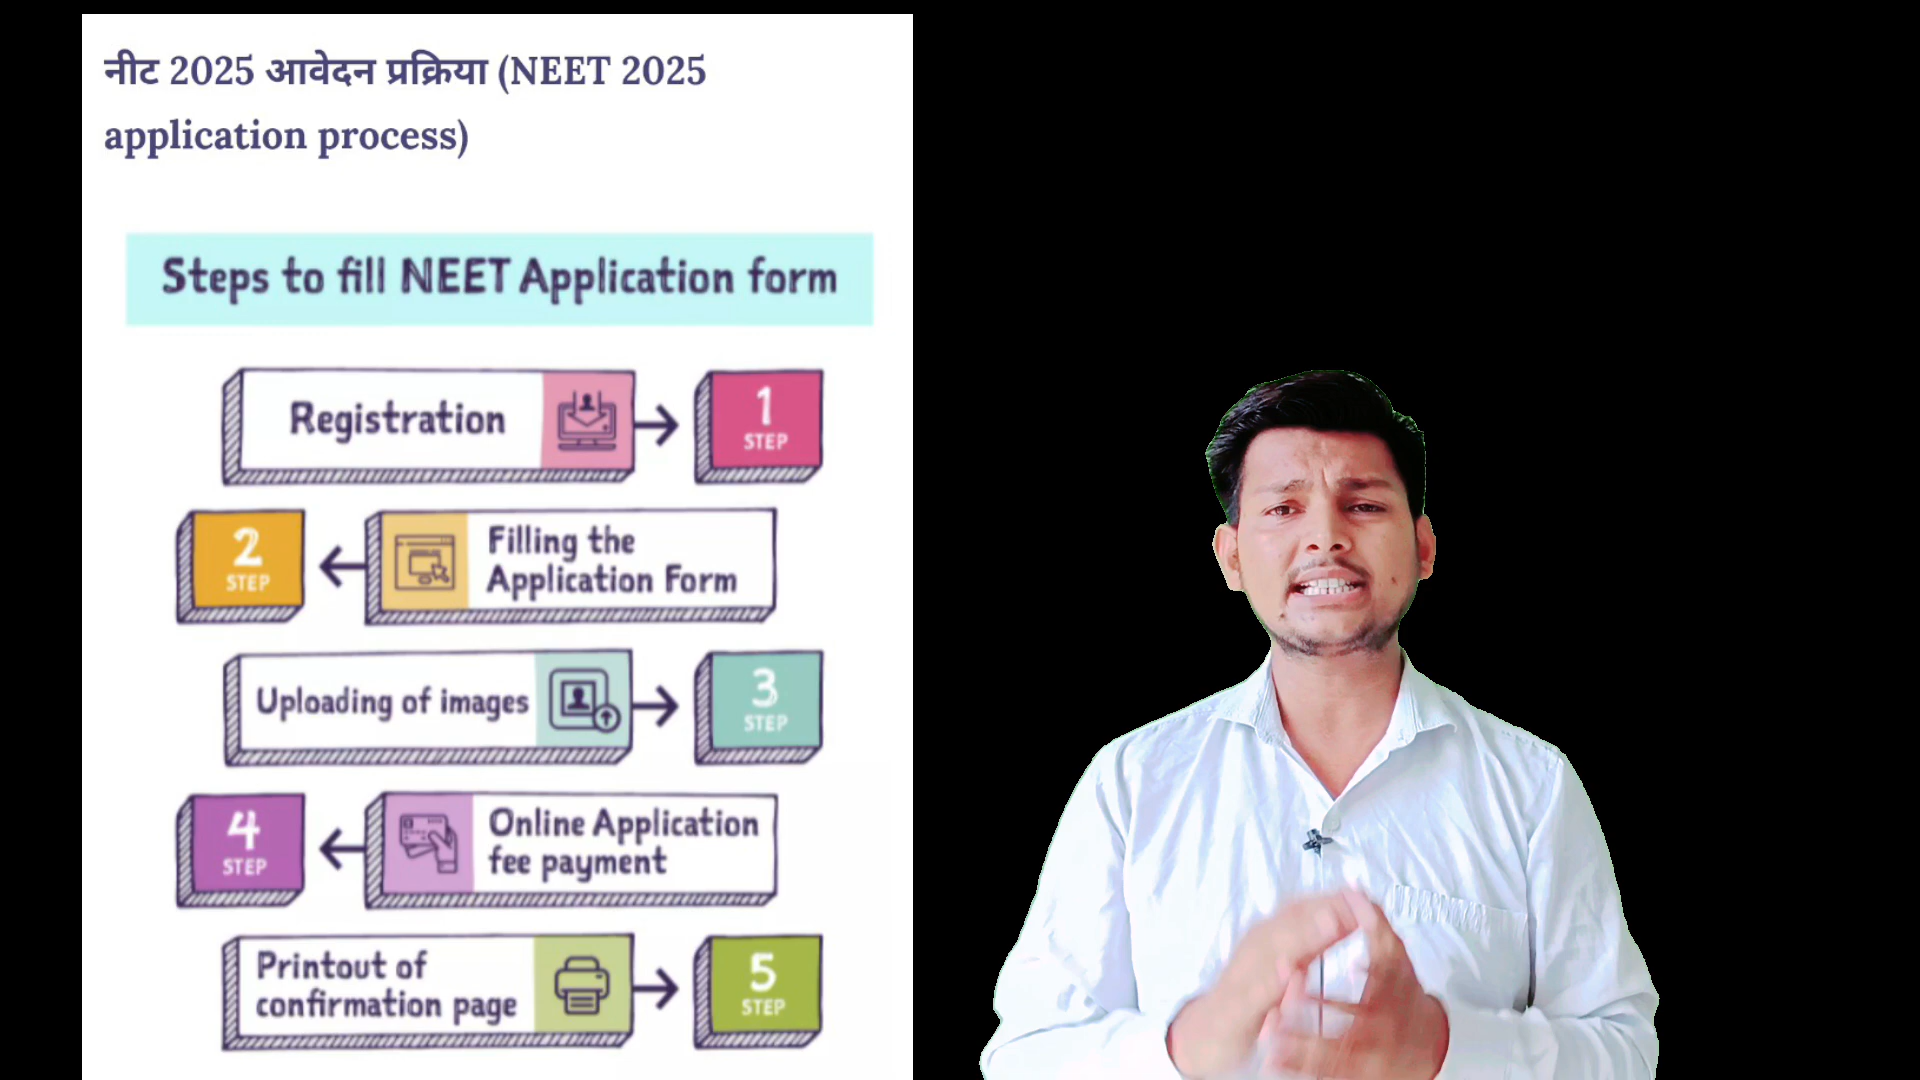 नीट 2025 आवेदन प्रक्रिया (NEET 2025
application process)
Steps to fill NEET Application form
Registration
1
STEP
2
STEP
Filling the
Application Form
Uploading of images
3
STEP
4
STEP
Online Application
fee payment
Printout of
confirmation page
5
STEP